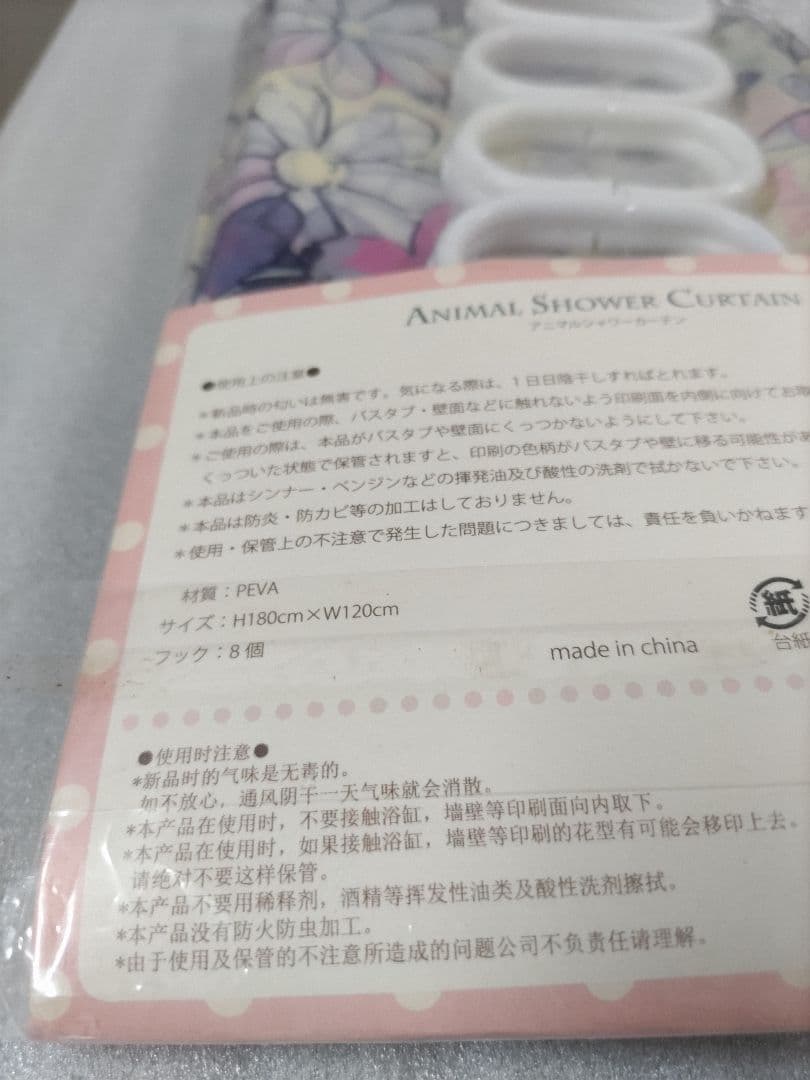 ANIMAL SHOWER CURTAIN
アニマルシャワーカーテン
●使用上の注意●
*新品時の匂いは無害です。気になる際は、1日日陰干しすればとれます。
*本品をご使用の際、バスタブ・壁面などに触れないよう印刷面を内側に向けてお取
*ご使用の際は、本品がバスタブや壁面にくっつかないようにして下さい。
くっついた状態で保管されますと、印刷の色柄がバスタブや壁に移る可能性があ
*本品はシンナー・ベンジンなどの揮発油及び酸性の洗剤で拭かないで下さい。
*本品は防炎・防カビ等の加工はしておりません。
*使用・保管上の不注意で発生した問題につきましては、責任を負いかねます
材質：PEVA
サイズ：H180cm×W120cm
フック：8個
made in china
紙
台紙
●使用时注意●
*新品时的气味是无毒的。
如不放心，通风阴干一天气味就会消散。
*本产品在使用时，不要接触浴缸，墙壁等印刷面向内取下。
*本产品在使用时，如果接触浴缸，墙壁等印刷的花型有可能会移印上去。
请绝对不要这样保管。
*本产品不要用稀释剂，酒精等挥发性油类及酸性洗剂擦拭。
*本产品没有防火防虫加工。
*由于使用及保管的不注意所造成的问题公司不负责任请理解。